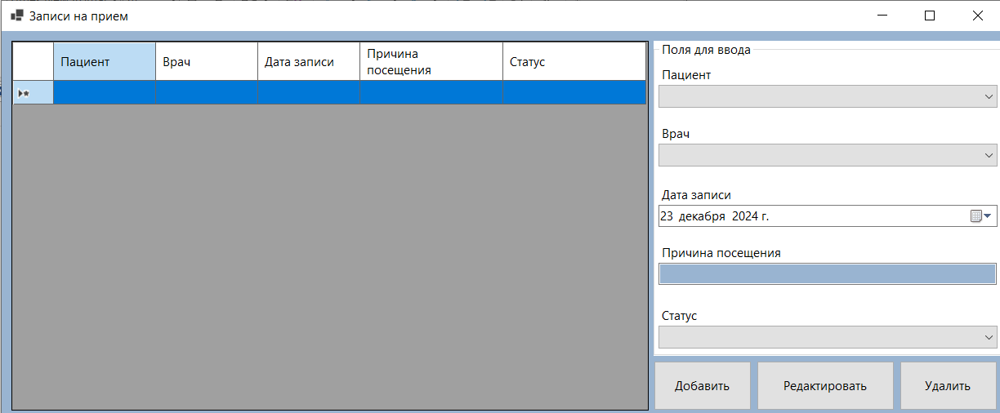 Записи на прием
Пациент
Врач
Дата записи
Причина
посещения
Статус
Поля для ввода
Пациент
Врач
Дата записи
23 декабря 2024 г.
Причина посещения
Статус
Добавить
Редактировать
Удалить